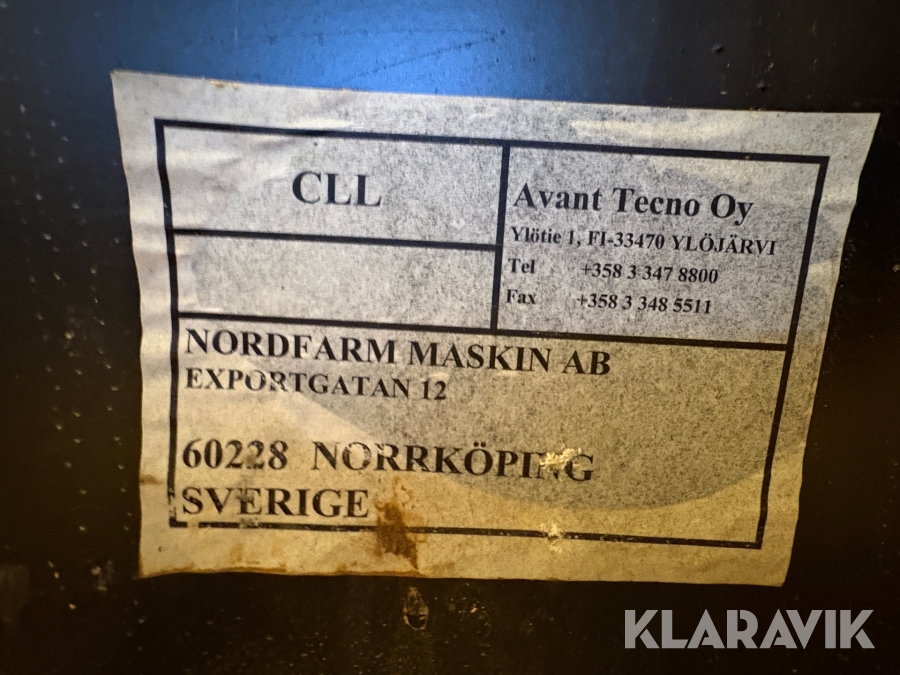 CLL
Avant Tecno Oy
Ylötie 1, FI-33470 YLÖJÄRVI
Tel +358 3 347 8800
Fax +358 3 348 5511
NORDFARM MASKIN AB
EXPORTGATAN 12
60228 NORRKÖPING
SVERIGE
KLARAVIK